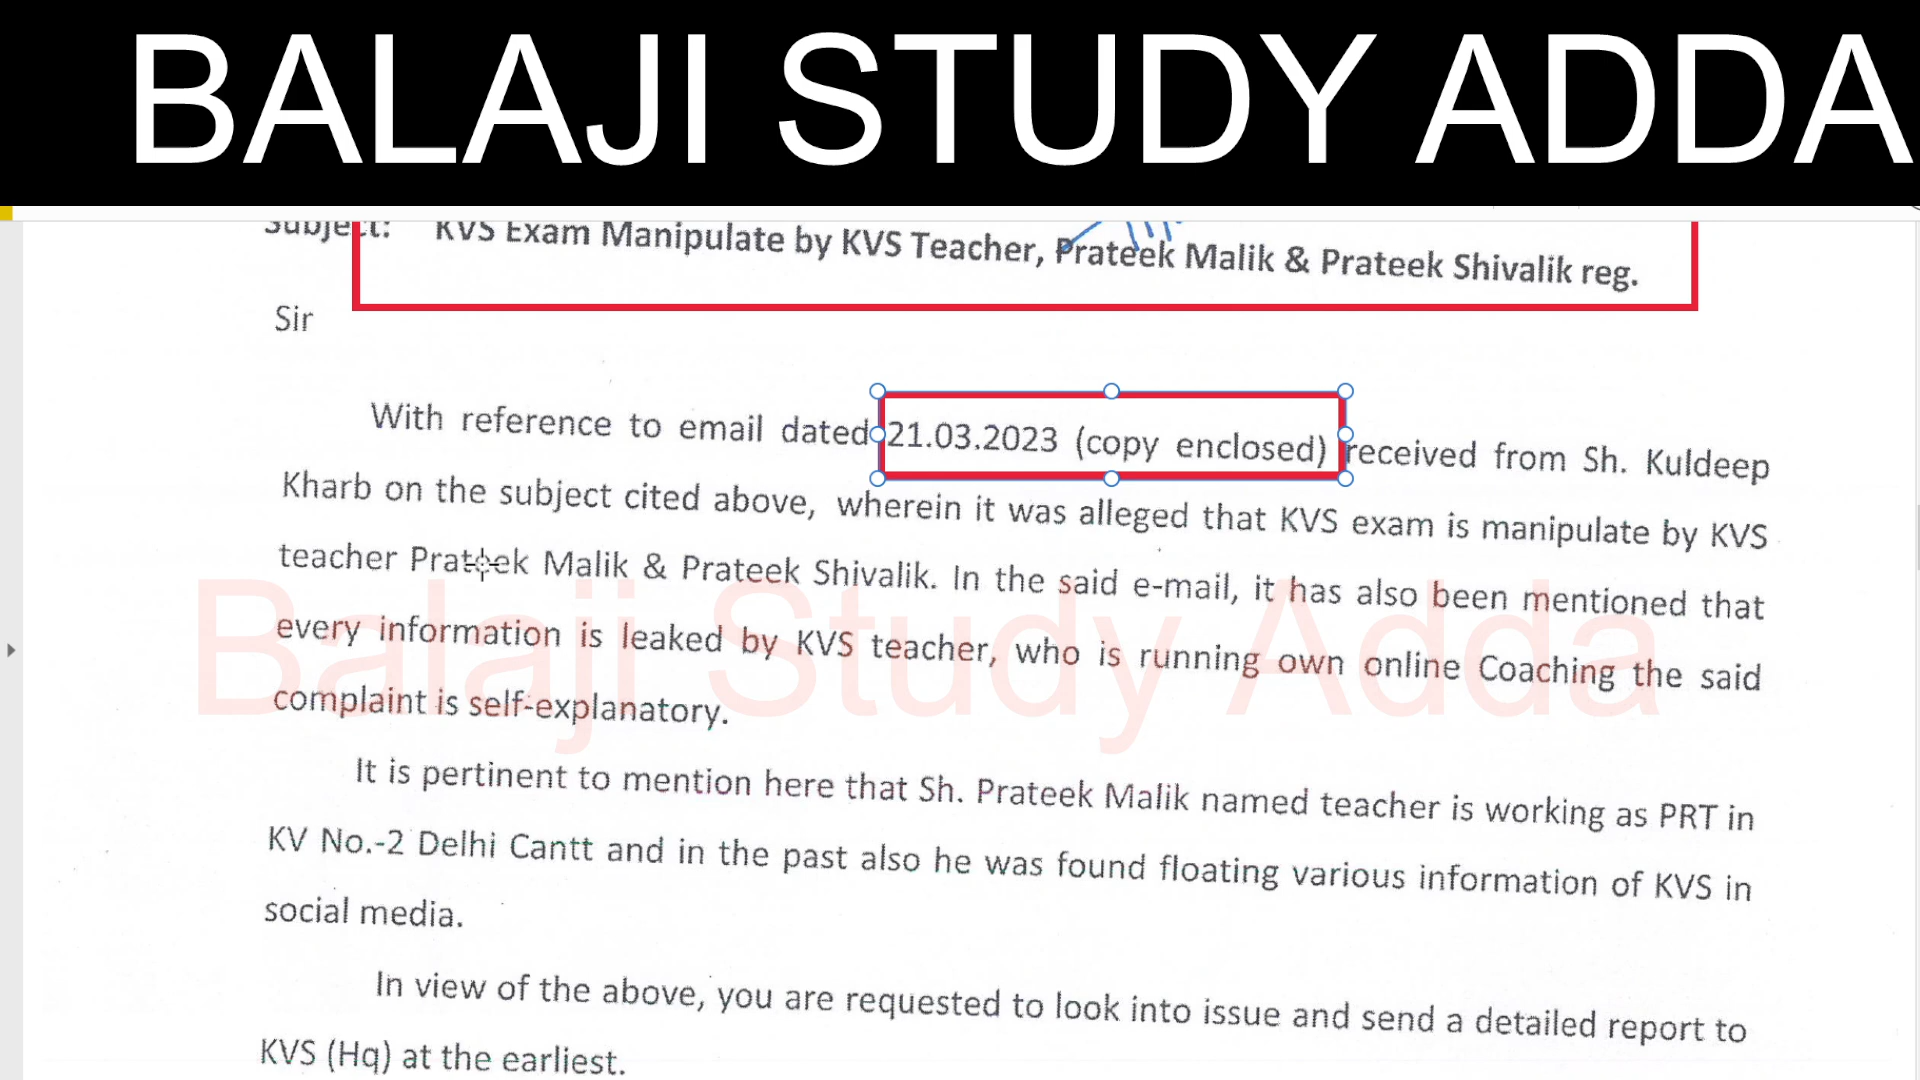 BALAJI STUDY ADDA
Subject: KVS Exam Manipulate by KVS Teacher, Prateek Malik & Prateek Shivalik reg.
Sir
With reference to email dated 21.03.2023 (copy enclosed) received from Sh. Kuldeep
Kharb on the subject cited above, wherein it was alleged that KVS exam is manipulate by KVS
teacher Prateek Malik & Prateek Shivalik. In the said e-mail, it has also been mentioned that
every information is leaked by KVS teacher, who is running own online Coaching the said
complaint is self-explanatory.
Balaji Study Adda
It is pertinent to mention here that Sh. Prateek Malik named teacher is working as PRT in
KV No.-2 Delhi Cantt and in the past also he was found floating various information of KVS in
social media.
In view of the above, you are requested to look into issue and send a detailed report to
KVS (Hq) at the earliest.